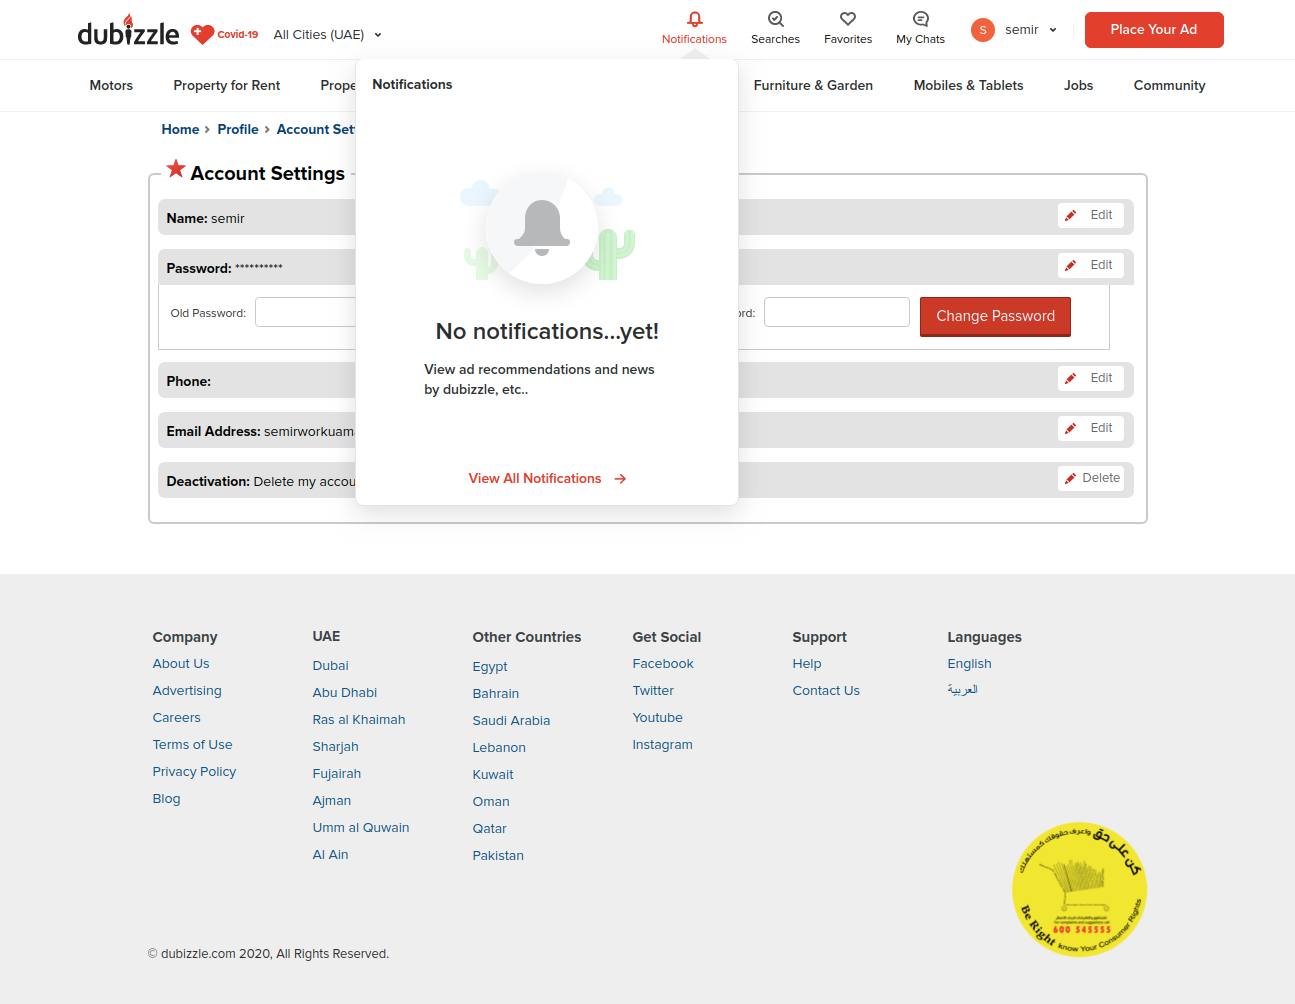 dubizzle
Covid-19
All Cities (UAE)
Notifications
Searches
Favorites
My Chats
S
semir
Place Your Ad
Motors
Property for Rent
Prope
Furniture & Garden
Mobiles & Tablets
Jobs
Community
Notifications
Home > Profile > Account Set
Account Settings
Name: semir
Edit
Password: **********
Edit
Old Password:
ord:
Change Password
No notifications...yet!
View ad recommendations and news
by dubizzle, etc..
Phone:
Edit
Email Address: semirworkuam
Edit
Deactivation: Delete my accou
Delete
View All Notifications
Company
About Us
Advertising
Careers
Terms of Use
Privacy Policy
Blog
UAE
Dubai
Abu Dhabi
Ras al Khaimah
Sharjah
Fujairah
Ajman
Umm al Quwain
Al Ain
Other Countries
Egypt
Bahrain
Saudi Arabia
Lebanon
Kuwait
Oman
Qatar
Pakistan
Get Social
Facebook
Twitter
Youtube
Instagram
Support
Help
Contact Us
Languages
English
العربية
كن على حق واعرف حقوقك كمستهلك
600 545555
Be Right know Your Consumer Rights
© dubizzle.com 2020, All Rights Reserved.